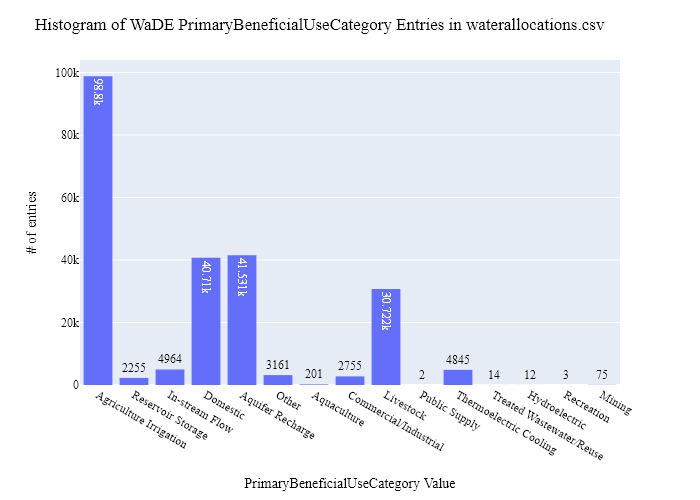 Histogram of WaDE PrimaryBeneficialUseCategory Entries in waterallocations.csv
100k
80k
60k
40k
20k
0
# of entries
98.8k
2255
4964
40.71k
41.531k
3161
201
2755
30.722k
2
4845
14
12
3
75
Agriculture Irrigation
Reservoir Storage
In-stream Flow
Domestic
Aquifer Recharge
Other
Aquaculture
Commercial/Industrial
Livestock
Public Supply
Thermoelectric Cooling
Treated Wastewater/Reuse
Hydroelectric
Recreation
Mining
PrimaryBeneficialUseCategory Value